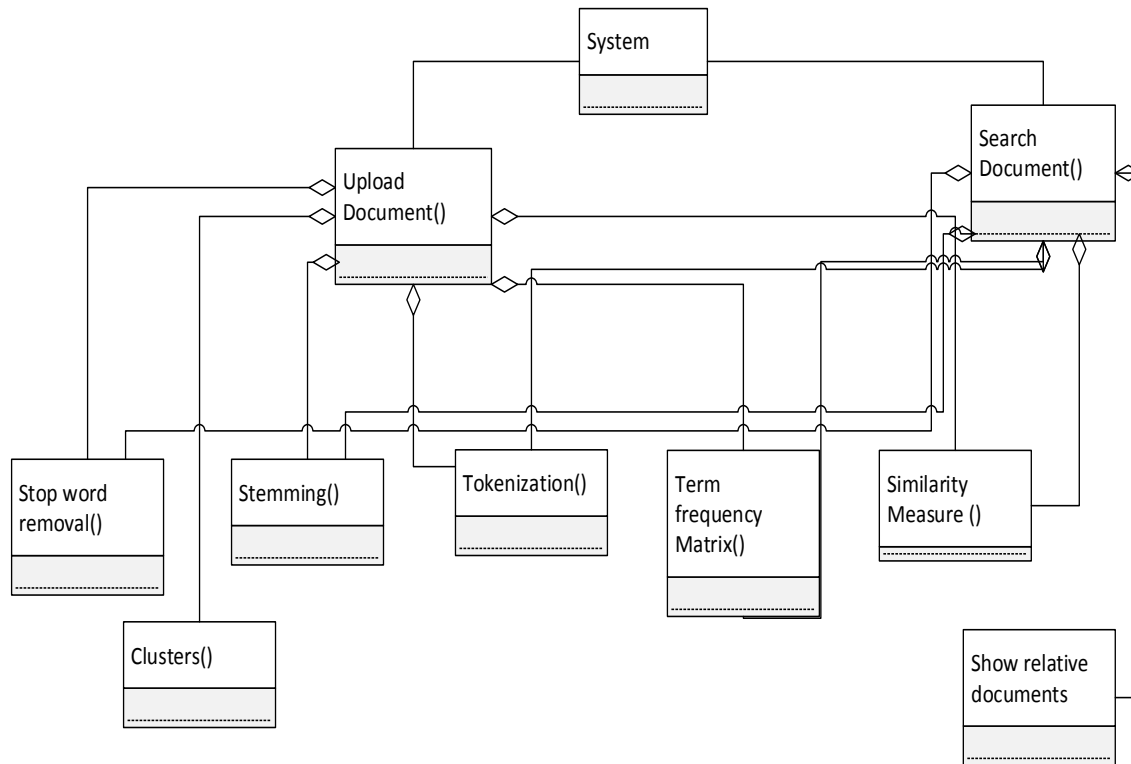 System
Search
Document()
Upload
Document()
Stop word
removal()
Stemming()
Tokenization()
Term
frequency
Matrix()
Similarity
Measure ()
Clusters()
Show relative
documents